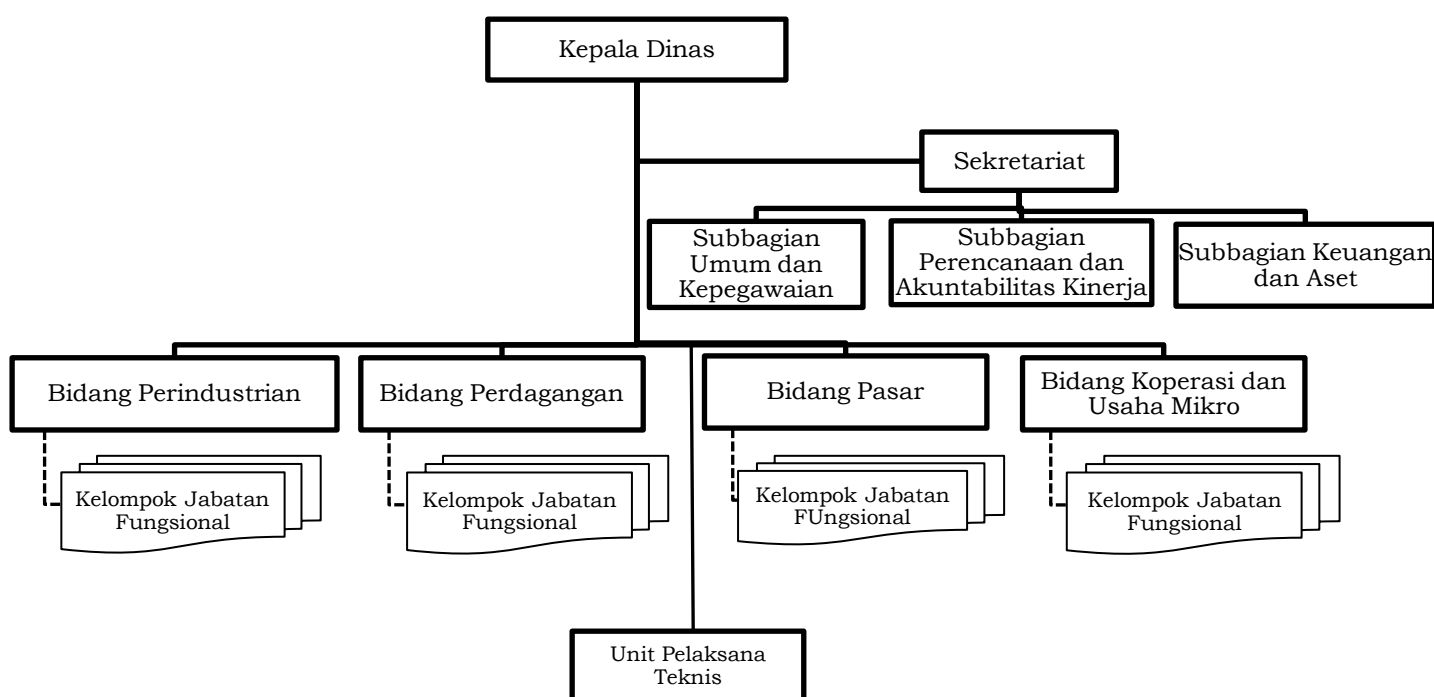 Kepala Dinas
Sekretariat
Subbagian
Umum dan
Kepegawaian
Subbagian
Perencanaan dan
Akuntabilitas Kinerja
Subbagian Keuangan
dan Aset
Bidang Perindustrian
Bidang Perdagangan
Bidang Pasar
Bidang Koperasi dan
Usaha Mikro
Kelompok Jabatan
Fungsional
Kelompok Jabatan
Fungsional
Kelompok Jabatan
FUngsional
Kelompok Jabatan
Fungsional
Unit Pelaksana
Teknis